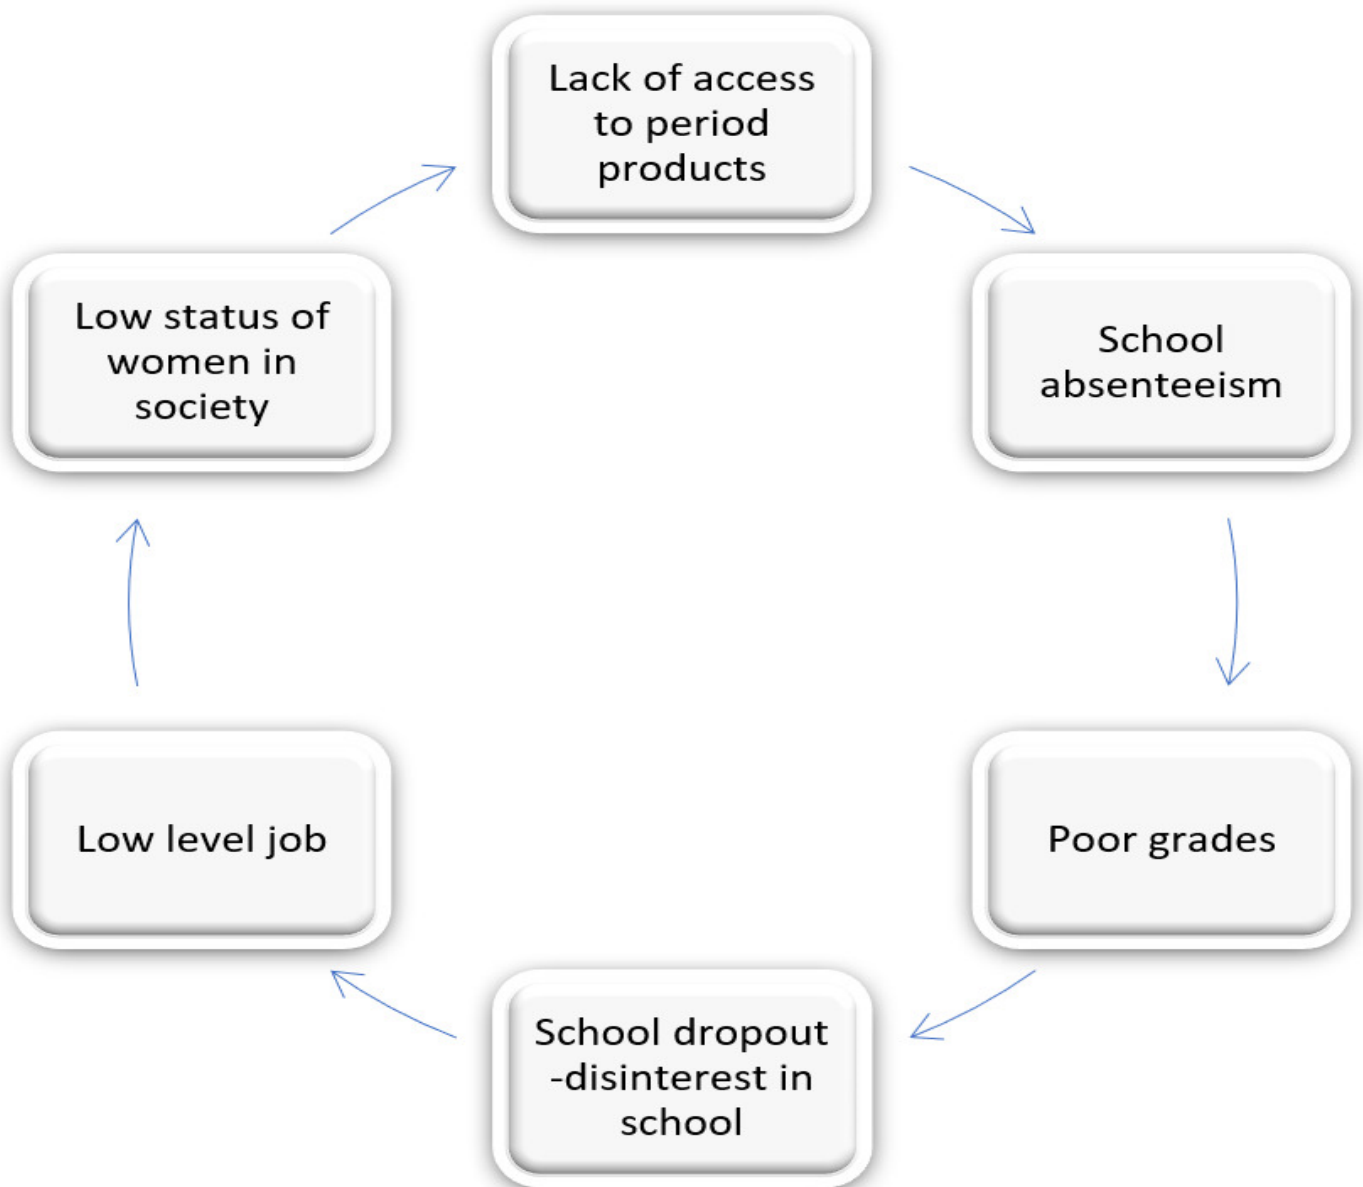 Lack of access
to period
products
School
absenteeism
Poor grades
School dropout
-disinterest in
school
Low level job
Low status of
women in
society